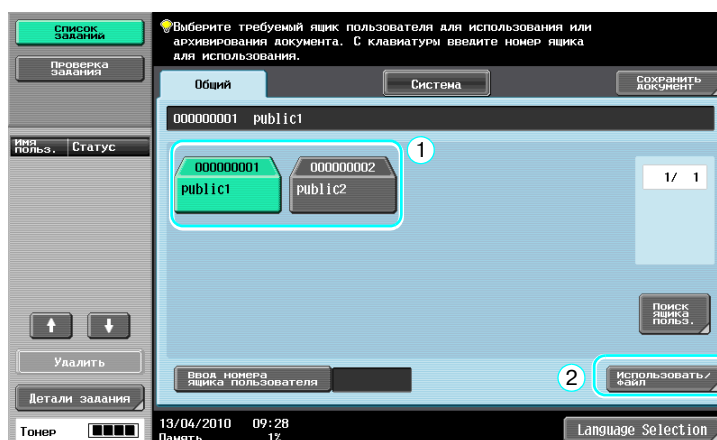 Список
заданий
Проверка
задания
Имя
польз.
Статус
Удалить
Детали задания
Тонер
Выберите требуемый ящик пользователя для использования или
архивирования документа. С клавиатуры введите номер ящика
для использования.
Общий
Система
Сохранить
документ
000000001 public1
1
000000001
public1
000000002
public2
1/ 1
Поиск
ящика
польз.
Ввод номера
ящика пользователя
2
Использовать/
файл
13/04/2010 09:28
Память 1%
Language Selection